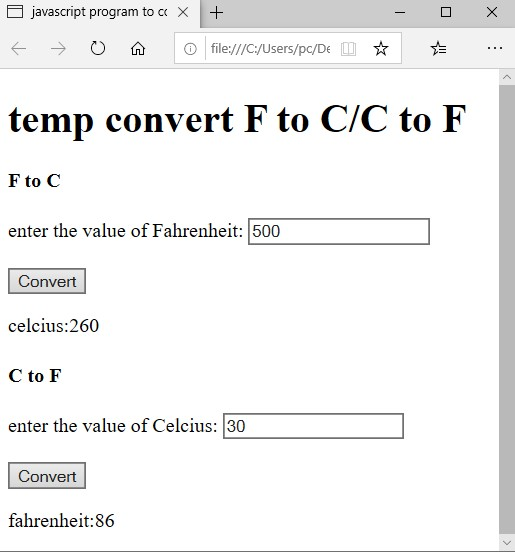 javascript program to co
file:///C:/Users/pc/De
temp convert F to C/C to F
F to C
enter the value of Fahrenheit: 500
Convert
celcius:260
C to F
enter the value of Celcius: 30
Convert
fahrenheit:86